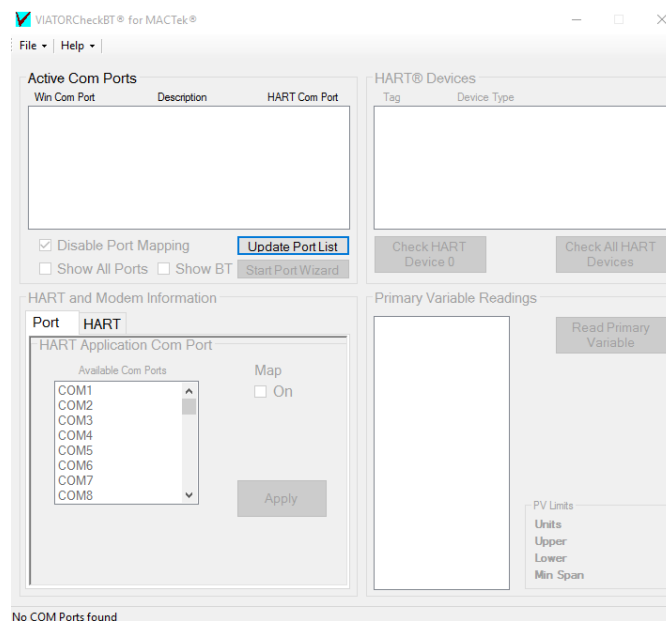 VIATORCheckBT® for MACTek®
File Help
Active Com Ports
Win Com Port Description HART Com Port
Disable Port Mapping Update Port List
Show All Ports Show BT Start Port Wizard
HART® Devices
Tag Device Type
Check HART
Device 0
Check All HART
Devices
HART and Modem Information
Port HART
HART Application Com Port
Available Com Ports
COM1
COM2
COM3
COM4
COM5
COM6
COM7
COM8
Map
On
Apply
Primary Variable Readings
Read Primary
Variable
PV Limits
Units
Upper
Lower
Min Span
No COM Ports found